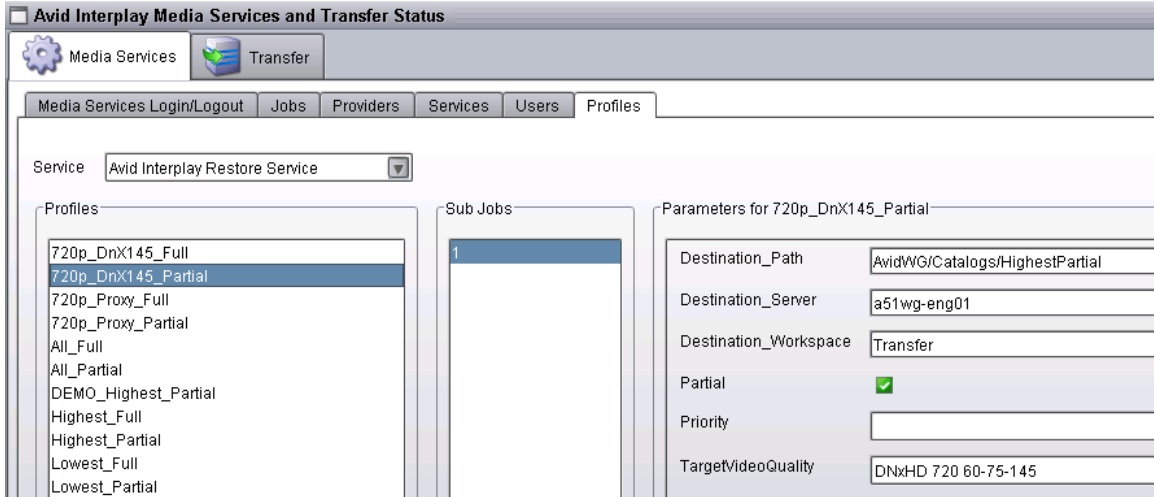 Avid Interplay Media Services and Transfer Status
Media Services Transfer
Media Services Login/Logout Jobs Providers Services Users Profiles
Service Avid Interplay Restore Service
Profiles
720p_DnX145_Full
720p_DnX145_Partial
720p_Proxy_Full
720p_Proxy_Partial
All_Full
All_Partial
DEMO_Highest_Partial
Highest_Full
Highest_Partial
Lowest_Full
Lowest_Partial
Sub Jobs
1
Parameters for 720p_DnX145_Partial
Destination_Path AvidWG/Catalogs/HighestPartial
Destination_Server a51wg-eng01
Destination_Workspace Transfer
Partial
Priority
TargetVideoQuality DNxHD 720 60-75-145